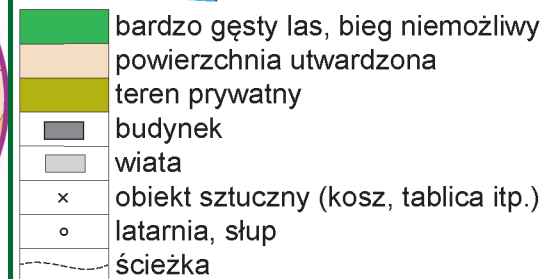 bardzo gęsty las, bieg niemożliwy
powierzchnia utwardzona
teren prywatny
budynek
wiata
obiekt sztuczny (kosz, tablica itp.)
latarnia, słup
ścieżka